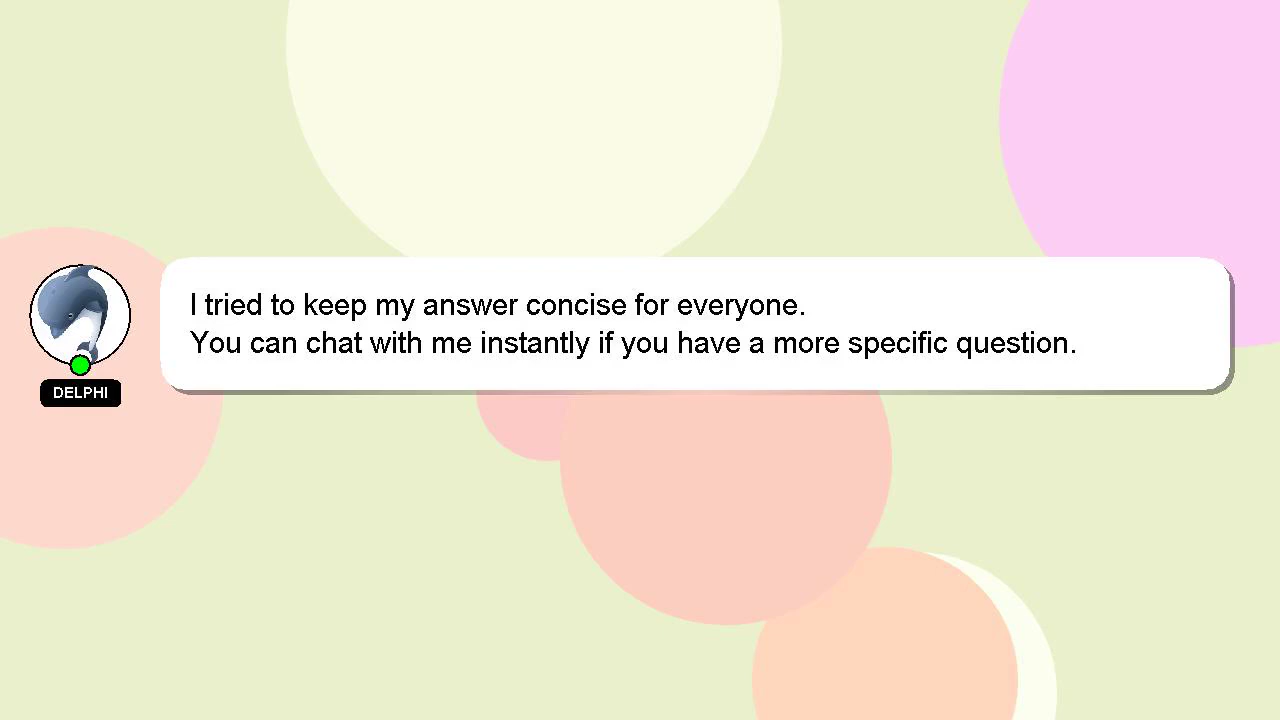 I tried to keep my answer concise for everyone.
You can chat with me instantly if you have a more specific question.
DELPHI